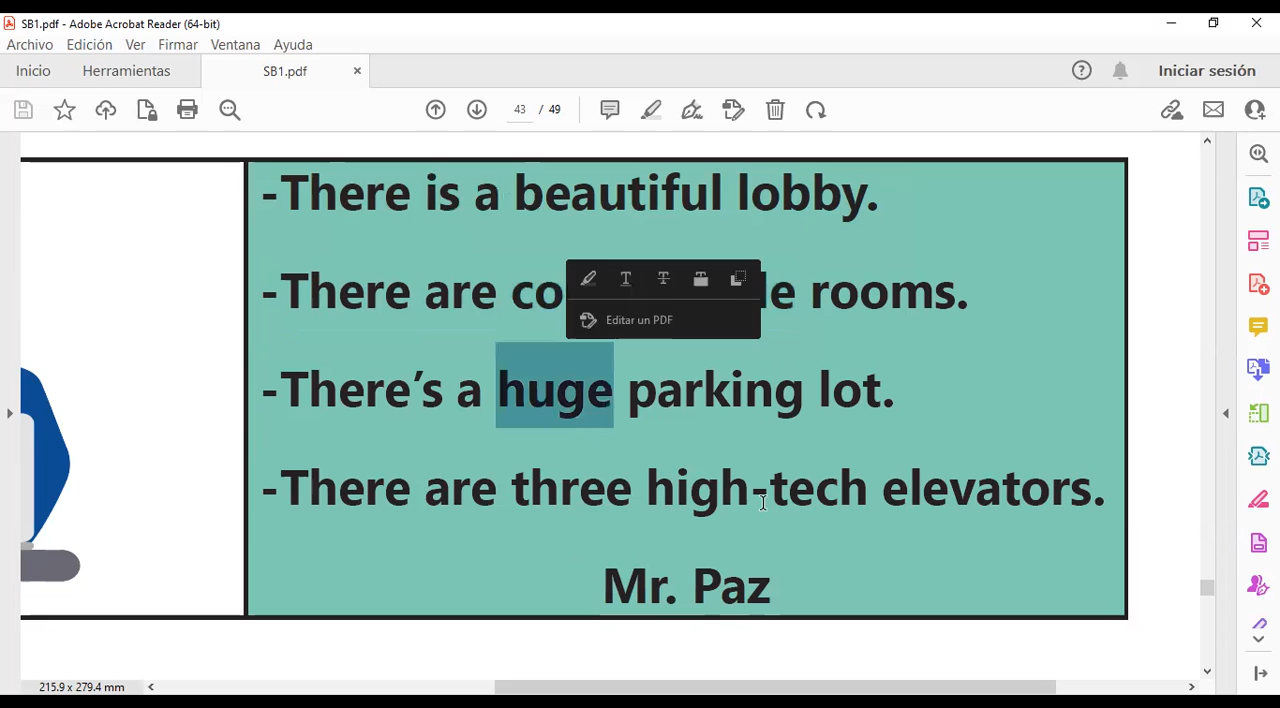 SB1.pdf - Adobe Acrobat Reader (64-bit)
Archivo Edición Ver Firmar Ventana Ayuda
Inicio Herramientas SB1.pdf Iniciar sesión
43 / 49
-There is a beautiful lobby.
-There are co le rooms.
Editar un PDF
-There's a huge parking lot.
-There are three high-tech elevators.
Mr. Paz
215.9 x 279.4 mm